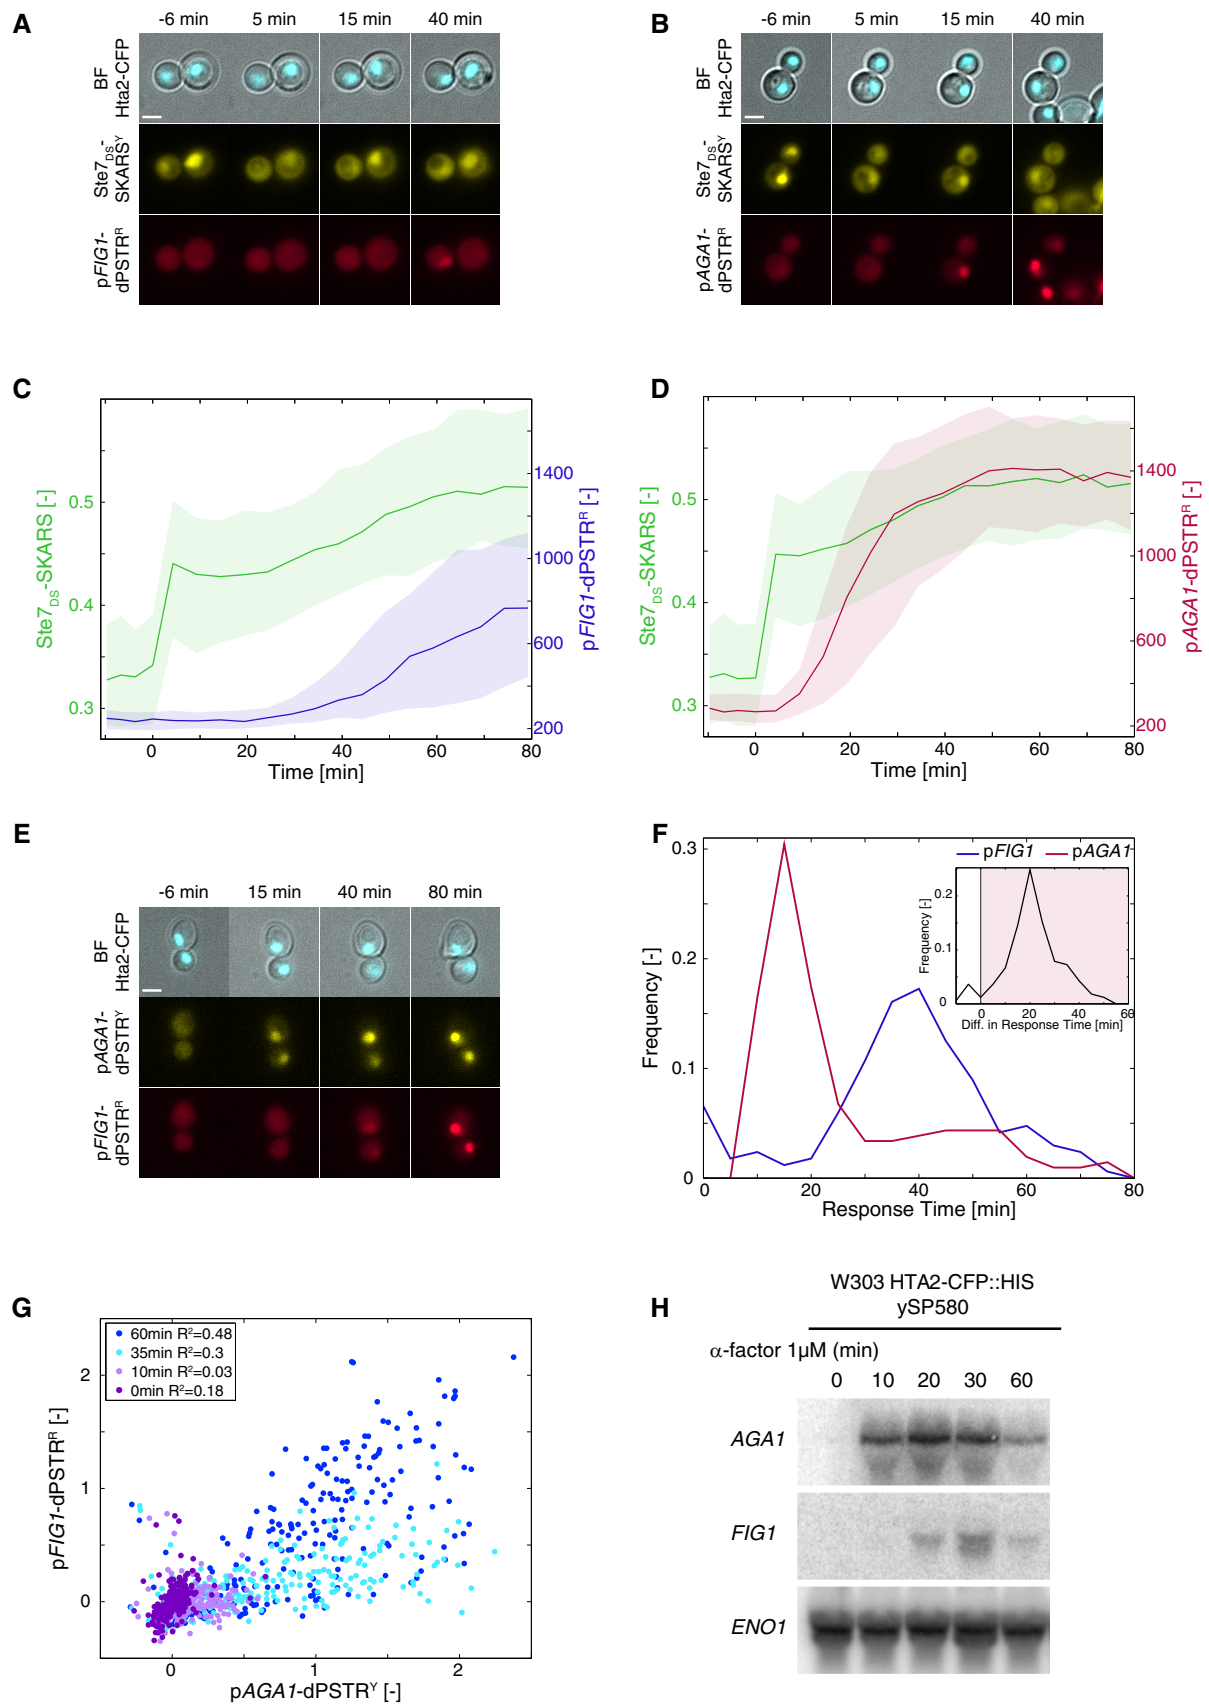 A
-6 min 5 min 15 min 40 min
BF
Hta2-CFP
Ste7DS-
SKARSY
pFIG1-
dPSTRR
B
-6 min 5 min 15 min 40 min
BF
Hta2-CFP
Ste7DS-
SKARSY
pAGA1-
dPSTRR
C
0.5
0.4
0.3
Ste7DS-SKARS [-]
1400
1000
600
200
pFIG1-dPSTRR [-]
0 20 40 60 80
Time [min]
D
0.5
0.4
0.3
Ste7DS-SKARS [-]
1400
1000
600
200
pAGA1-dPSTRR [-]
0 20 40 60 80
Time [min]
E
-6 min 15 min 40 min 80 min
BF
Hta2-CFP
pAGA1-
dPSTRY
pFIG1-
dPSTRR
F
0.3
0.2
0.1
0
Frequency [-]
0 20 40 60 80
Response Time [min]
pFIG1 pAGA1
0.2
0.1
0
Frequency [-]
0 20 40 60
Diff. in Response Time [min]
G
60min R2=0.48
35min R2=0.3
10min R2=0.03
0min R2=0.18
2
1
0
pFIG1-dPSTRR [-]
0 1 2
pAGA1-dPSTRY [-]
H
W303 HTA2-CFP::HIS
ySP580
α-factor 1µM (min)
0 10 20 30 60
AGA1
FIG1
ENO1